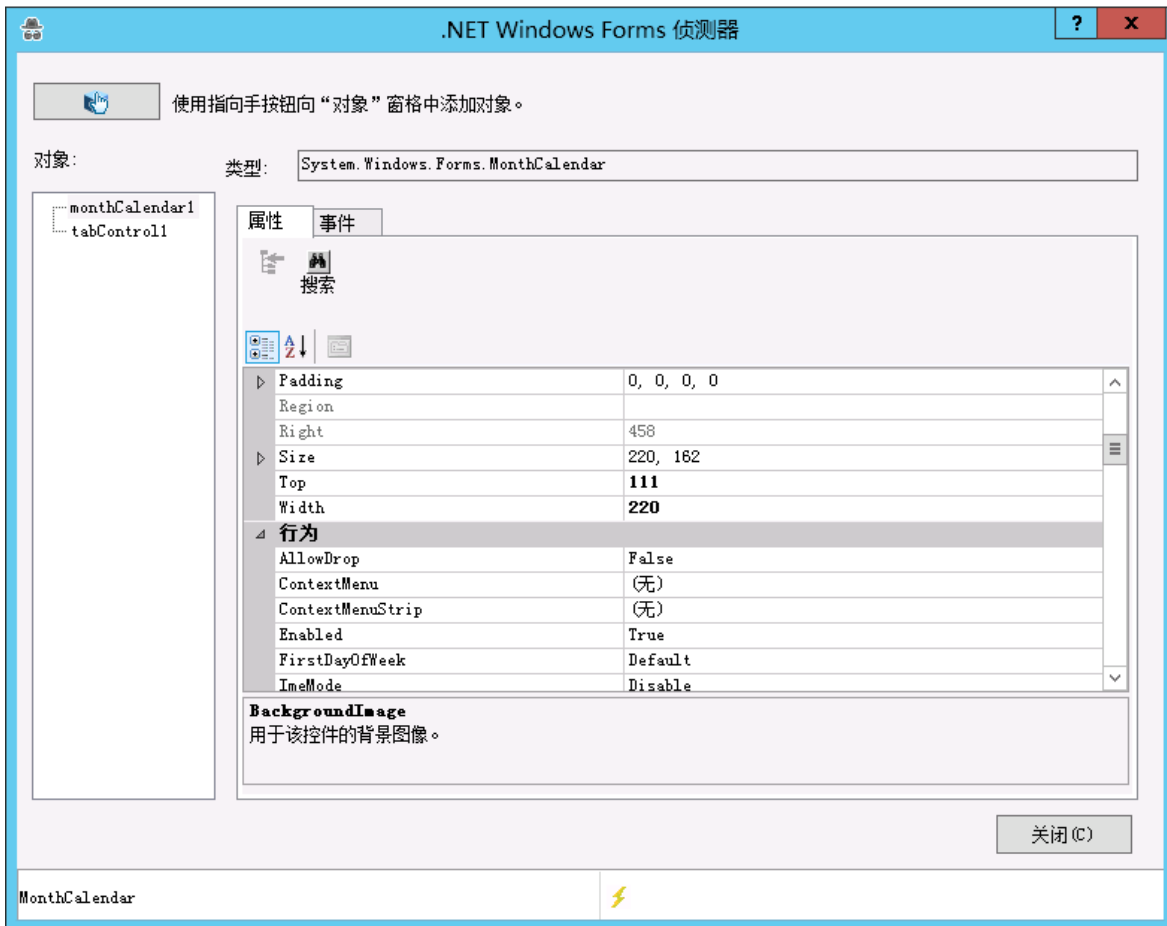 .NET Windows Forms 侦测器
? x
使用指向手按钮向“对象”窗格中添加对象。
对象:
类型: System.Windows.Forms.MonthCalendar
monthCalendar1
tabControl1
属性 事件
搜索
Padding 0, 0, 0, 0
Region
Right 458
Size 220, 162
Top 111
Width 220
行为
AllowDrop False
ContextMenu (无)
ContextMenuStrip (无)
Enabled True
FirstDayOfWeek Default
ImeMode Disable
BackgroundImage
用于该控件的背景图像。
关闭(C)
MonthCalendar